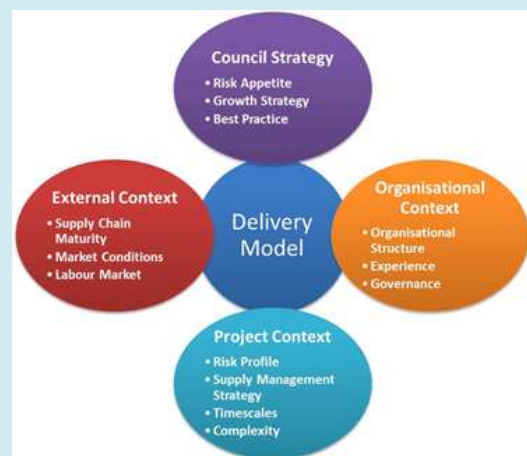 Council Strategy
• Risk Appetite
• Growth Strategy
• Best Practice
External Context
• Supply Chain
Maturity
• Market Conditions
• Labour Market
Delivery
Model
Organisational
Context
• Organisational
Structure
• Experience
• Governance
Project Context
• Risk Profile
• Supply Management
Strategy
• Timescales
• Complexity